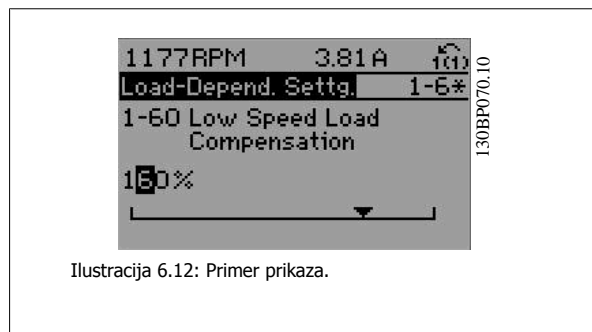 1177RPM 3.81A 1(1)
Load-Depend. Settg. 1-6*
1-60 Low Speed Load
Compensation
160%
130BP070.10
Ilustracija 6.12: Primer prikaza.